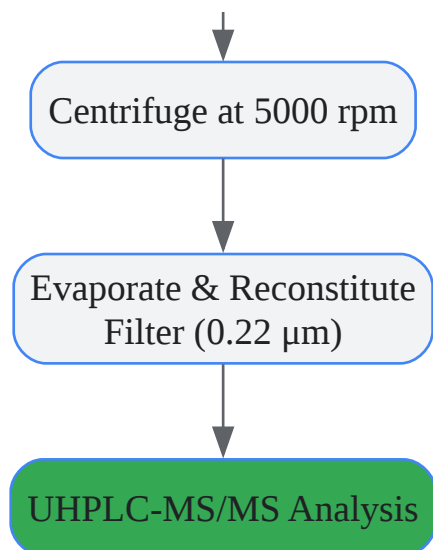 Centrifuge at 5000 rpm
Evaporate & Reconstitute
Filter (0.22 μm)
UHPLC-MS/MS Analysis